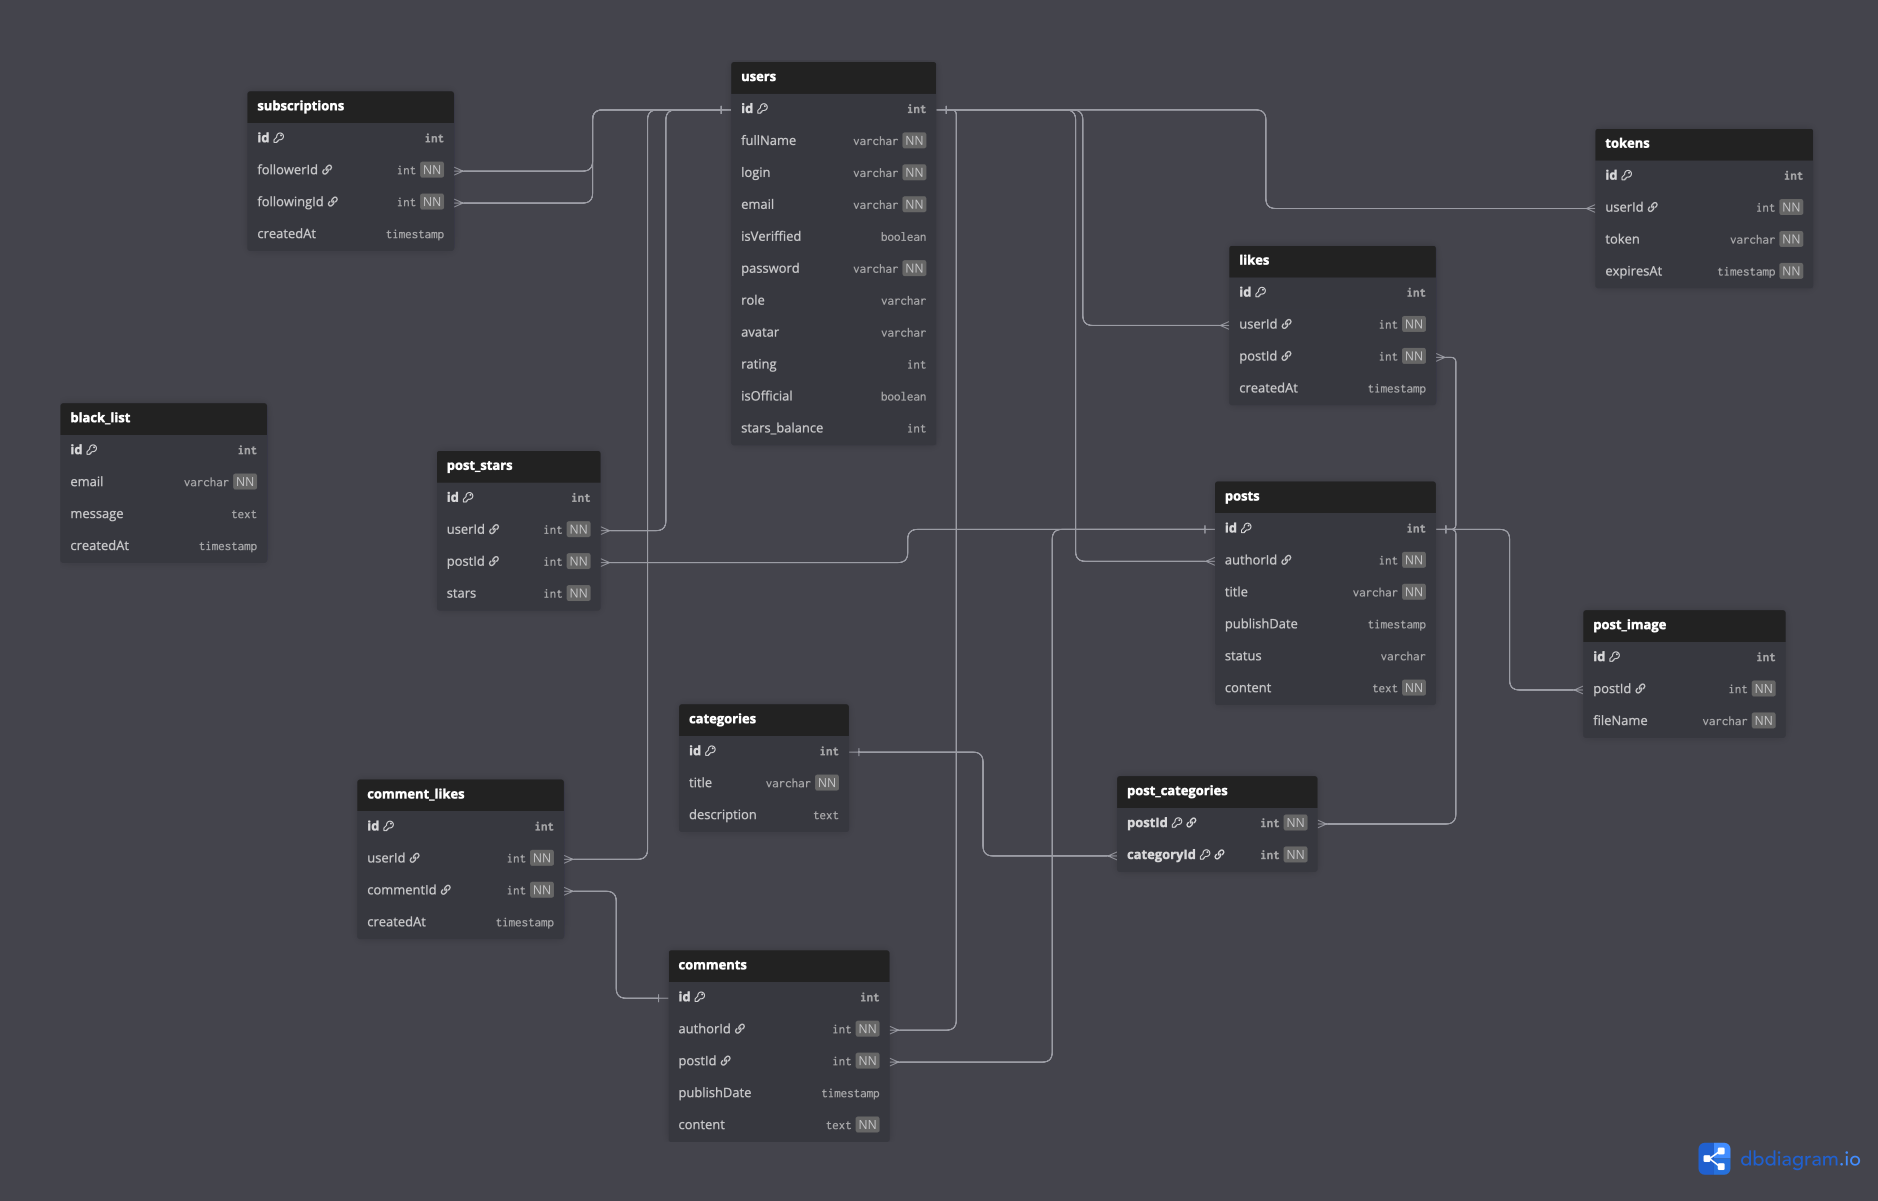 users
id int
fullName varchar NN
login varchar NN
email varchar NN
isVeriffied boolean
password varchar NN
role varchar
avatar varchar
rating int
isOfficial boolean
stars_balance int
subscriptions
id int
followerId int NN
followingId int NN
createdAt timestamp
tokens
id int
userId int NN
token varchar NN
expiresAt timestamp NN
likes
id int
userId int NN
postId int NN
createdAt timestamp
black_list
id int
email varchar NN
message text
createdAt timestamp
post_stars
id int
userId int NN
postId int NN
stars int NN
posts
id int
authorId int NN
title varchar NN
publishDate timestamp
status varchar
content text NN
post_image
id int
postId int NN
fileName varchar NN
categories
id int
title varchar NN
description text
post_categories
postId int NN
categoryId int NN
comment_likes
id int
userId int NN
commentId int NN
createdAt timestamp
comments
id int
authorId int NN
postId int NN
publishDate timestamp
content text NN
dbdiagram.io